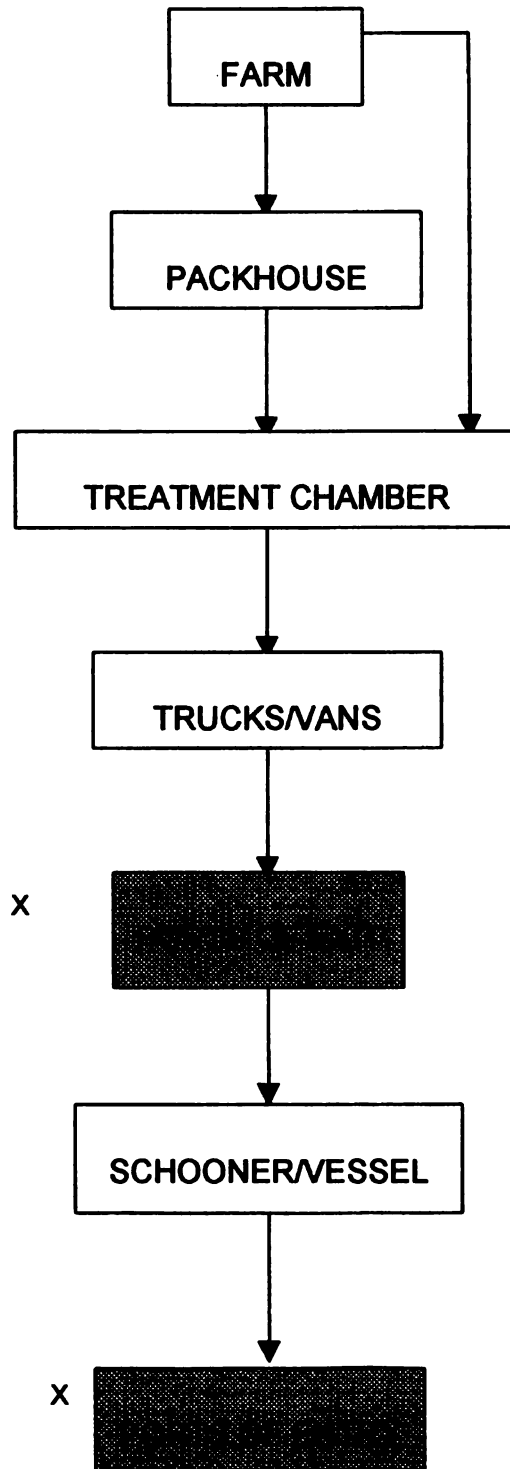 FARM
PACKHOUSE
TREATMENT CHAMBER
TRUCKS/VANS
X
SCHOONER/VESSEL
X